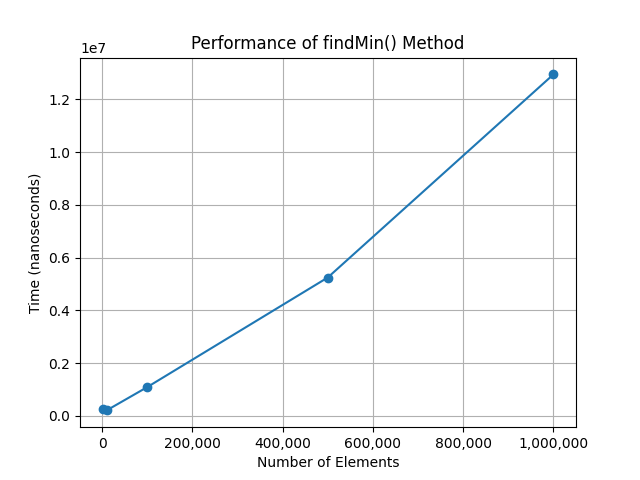 Performance of findMin() Method
1e7
1.2
1.0
0.8
0.6
0.4
0.2
0.0
Time (nanoseconds)
0 200,000 400,000 600,000 800,000 1,000,000
Number of Elements